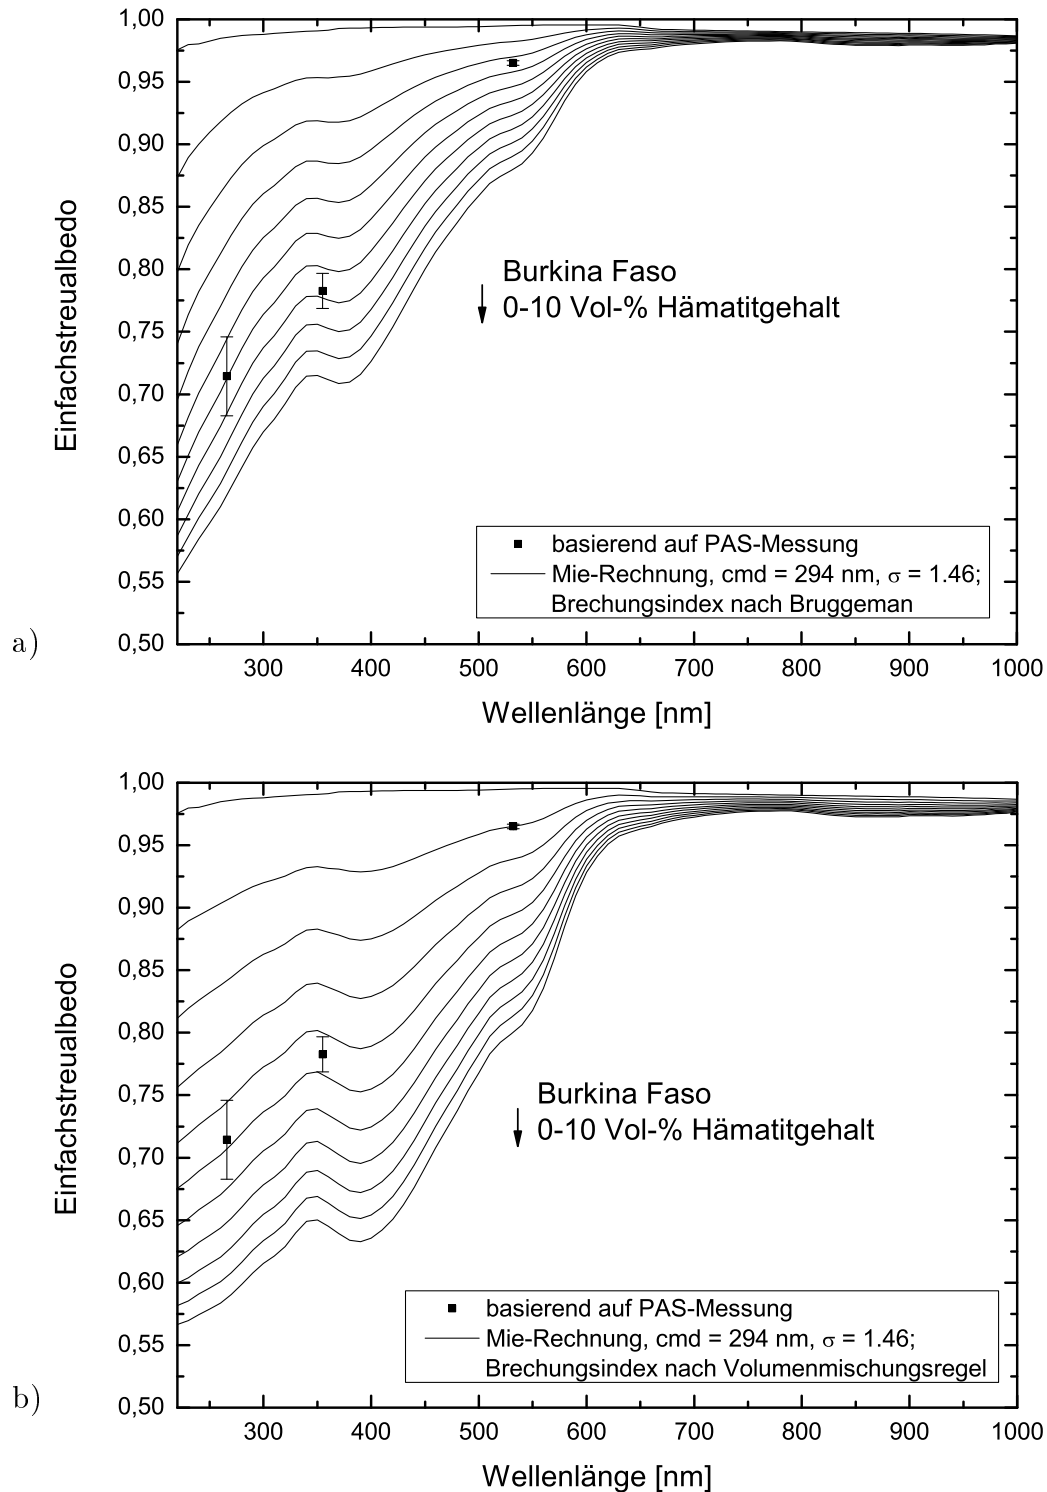 1,00
0,95
0,90
0,85
0,80
0,75
0,70
0,65
0,60
0,55
0,50
Einfachstreualbedo
Burkina Faso
0-10 Vol-% Hämatitgehalt
basierend auf PAS-Messung
Mie-Rechnung, cmd = 294 nm, σ = 1.46;
Brechungsindex nach Bruggeman
a)
300 400 500 600 700 800 900 1000
Wellenlänge [nm]
1,00
0,95
0,90
0,85
0,80
0,75
0,70
0,65
0,60
0,55
0,50
Einfachstreualbedo
Burkina Faso
0-10 Vol-% Hämatitgehalt
basierend auf PAS-Messung
Mie-Rechnung, cmd = 294 nm, σ = 1.46;
Brechungsindex nach Volumenmischungsregel
b)
300 400 500 600 700 800 900 1000
Wellenlänge [nm]